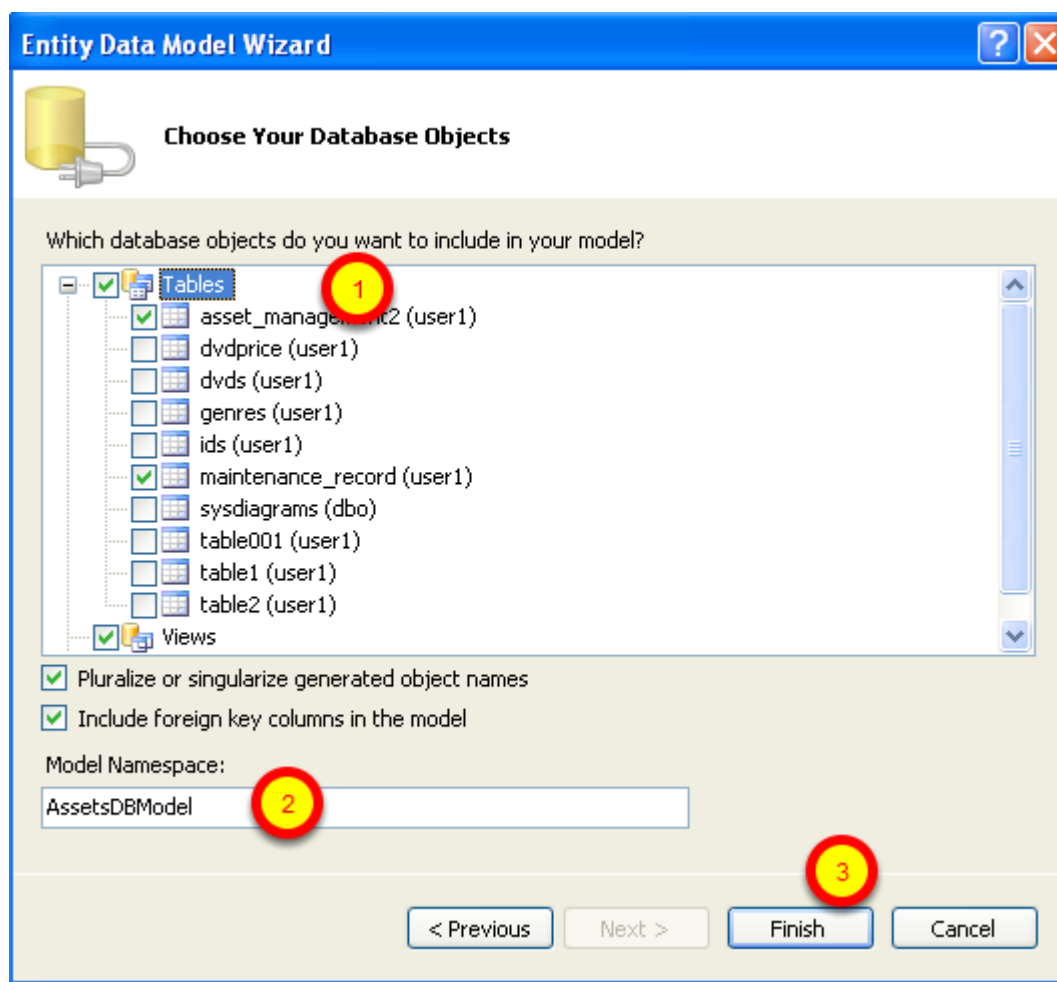 Entity Data Model Wizard
?
Choose Your Database Objects
Which database objects do you want to include in your model?
Tables
1
asset_management2 (user1)
dvdprice (user1)
dvds (user1)
genres (user1)
ids (user1)
maintenance_record (user1)
sysdiagrams (dbo)
table001 (user1)
table1 (user1)
table2 (user1)
Views
Pluralize or singularize generated object names
Include foreign key columns in the model
Model Namespace:
AssetsDBModel
2
3
< Previous Next > Finish Cancel